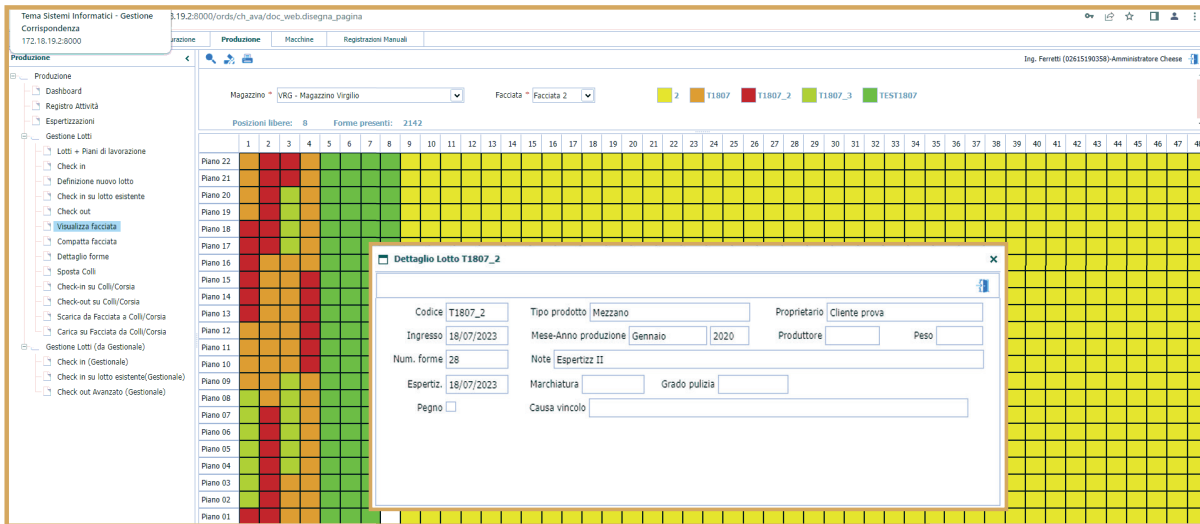 Tema Sistemi Informatici - Gestione
Corrispondenza
172.18.19.2:8000
8.19.2:8000/ords/ch_ava/doc_web.disegna_pagina
Produzione Macchine Registrazioni Manuali
Produzione
Ing. Ferretti (02615190358)-Amministratore Cheese
Produzione
Dashboard
Registro Attività
Espertizzazioni
Gestione Lotti
Lotti + Piani di lavorazione
Check in
Definizione nuovo lotto
Check in su lotto esistente
Check out
Visualizza facciata
Compatta facciata
Dettaglio forme
Sposta Colli
Check-in su Colli/Corsia
Check-out su Colli/Corsia
Scarica da Facciata a Colli/Corsia
Carica su Facciata da Colli/Corsia
Gestione Lotti (da Gestionale)
Check in (Gestionale)
Check in su lotto esistente(Gestionale)
Check out Avanzato (Gestionale)
Magazzino * VRG - Magazzino Virgilio Facciata * Facciata 2 2 T1807 T1807_2 T1807_3 TEST1807
Posizioni libere: 8 Forme presenti: 2142
1 2 3 4 5 6 7 8 9 10 11 12 13 14 15 16 17 18 19 20 21 22 23 24 25 26 27 28 29 30 31 32 33 34 35 36 37 38 39 40 41 42 43 44 45 46 47 48
Piano 22
Piano 21
Piano 20
Piano 19
Piano 18
Piano 17
Piano 16
Piano 15
Piano 14
Piano 13
Piano 12
Piano 11
Piano 10
Piano 09
Piano 08
Piano 07
Piano 06
Piano 05
Piano 04
Piano 03
Piano 02
Piano 01
Dettaglio Lotto T1807_2
Codice T1807_2 Tipo prodotto Mezzano Proprietario Cliente prova
Ingresso 18/07/2023 Mese-Anno produzione Gennaio 2020 Produttore Peso
Num. forme 28 Note Espertizz II
Espertiz. 18/07/2023 Marchiatura Grado pulizia
Pegno Causa vincolo